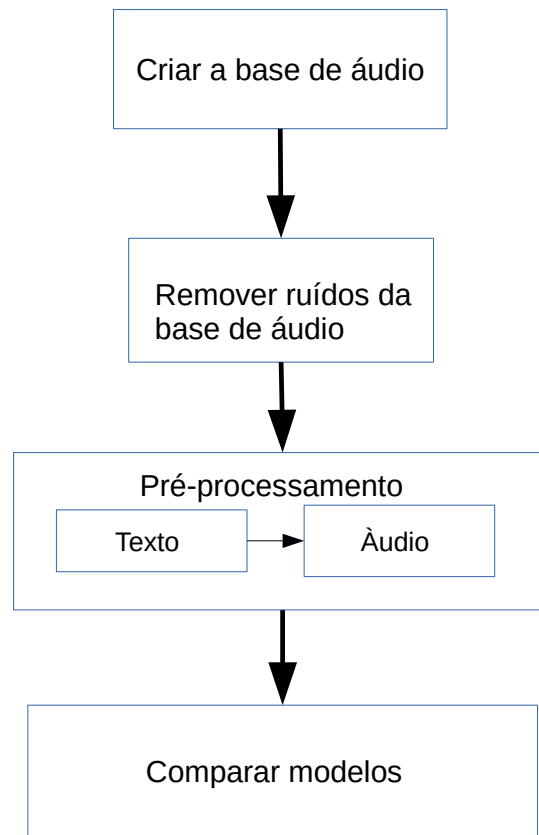 Criar a base de áudio
Remover ruídos da
base de áudio
Pré-processamento
Texto
Àudio
Comparar modelos